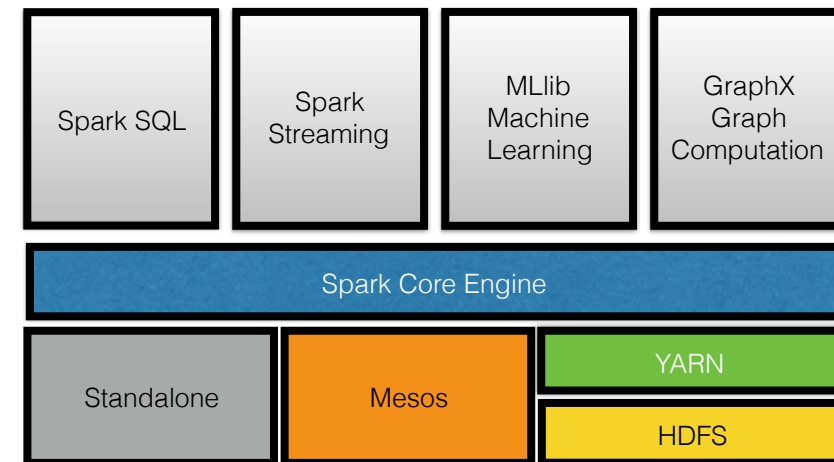 Spark SQL
Spark
Streaming
MLlib
Machine
Learning
GraphX
Graph
Computation
Spark Core Engine
Standalone
Mesos
YARN
HDFS